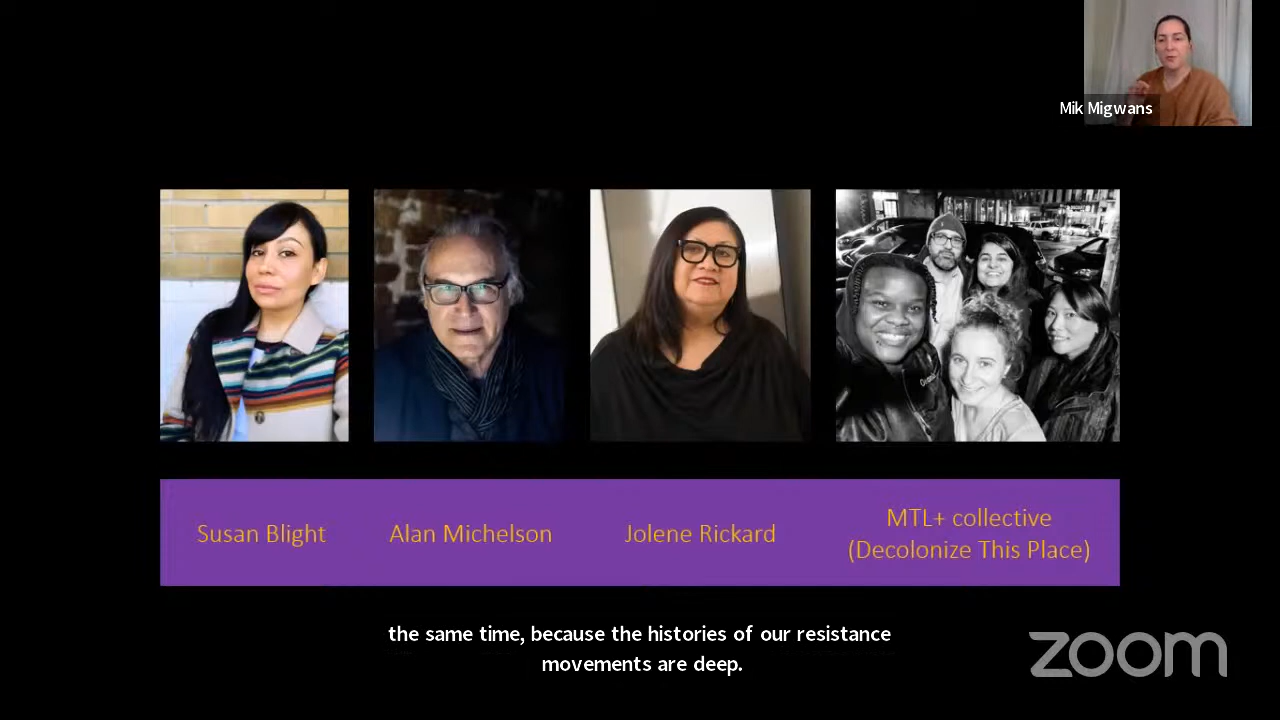 Mik Migwans
Susan Blight
Alan Michelson
Jolene Rickard
MTL+ collective
(Decolonize This Place)
the same time, because the histories of our resistance
movements are deep.
zoom